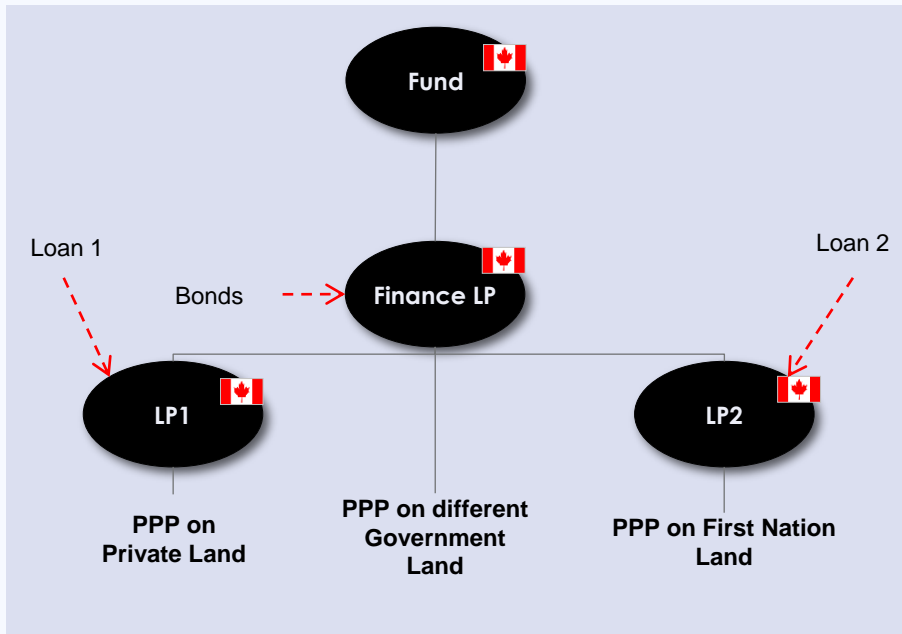 Fund
Loan 1
Loan 2
Bonds
Finance LP
LP1
LP2
PPP on
Private Land
PPP on different
Government
Land
PPP on First Nation
Land